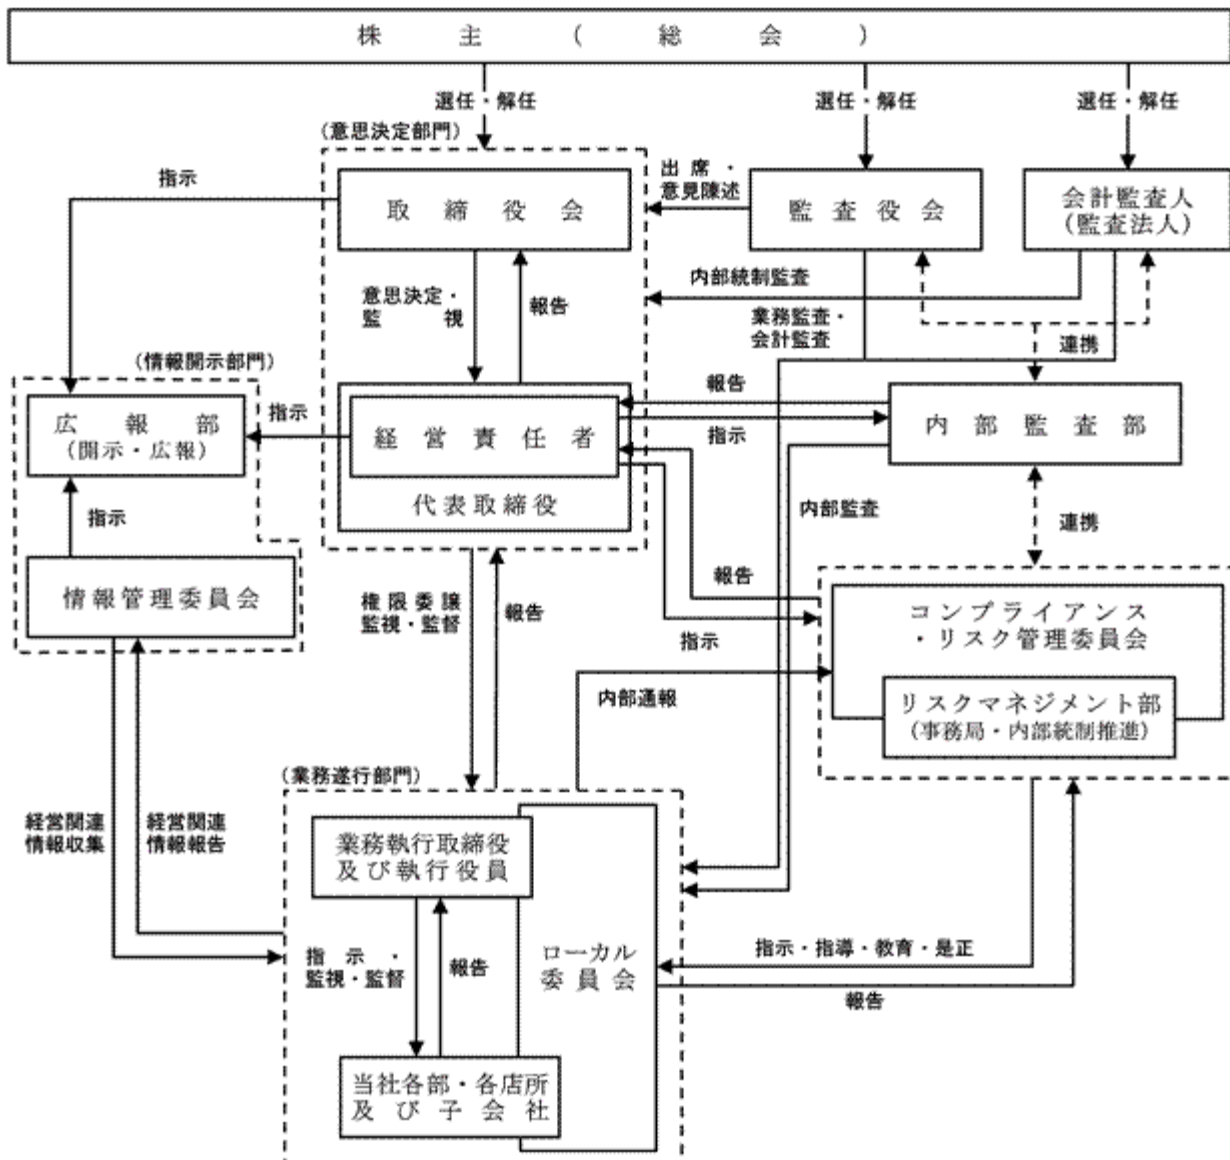 株主(総会)
選任・解任
選任・解任
選任・解任
(意思決定部門)
指示
取締役会
出席・
意見陳述
監査役会
会計監査人
(監査法人)
内部統制監査
意思決定・
監視
報告
業務監査・
会計監査
連携
(情報開示部門)
広報部
(開示・広報)
指示
経営責任者
代表取締役
報告
指示
内部監査部
指示
内部監査
連携
情報管理委員会
権限委譲
監視・監督
報告
報告
指示
コンプライアンス
・リスク管理委員会
リスクマネジメント部
(事務局・内部統制推進)
内部通報
(業務遂行部門)
経営関連
情報収集
経営関連
情報報告
業務執行取締役
及び執行役員
指示・
監視・監督
報告
ローカル
委員会
指示・指導・教育・是正
報告
当社各部・各店所
及び子会社